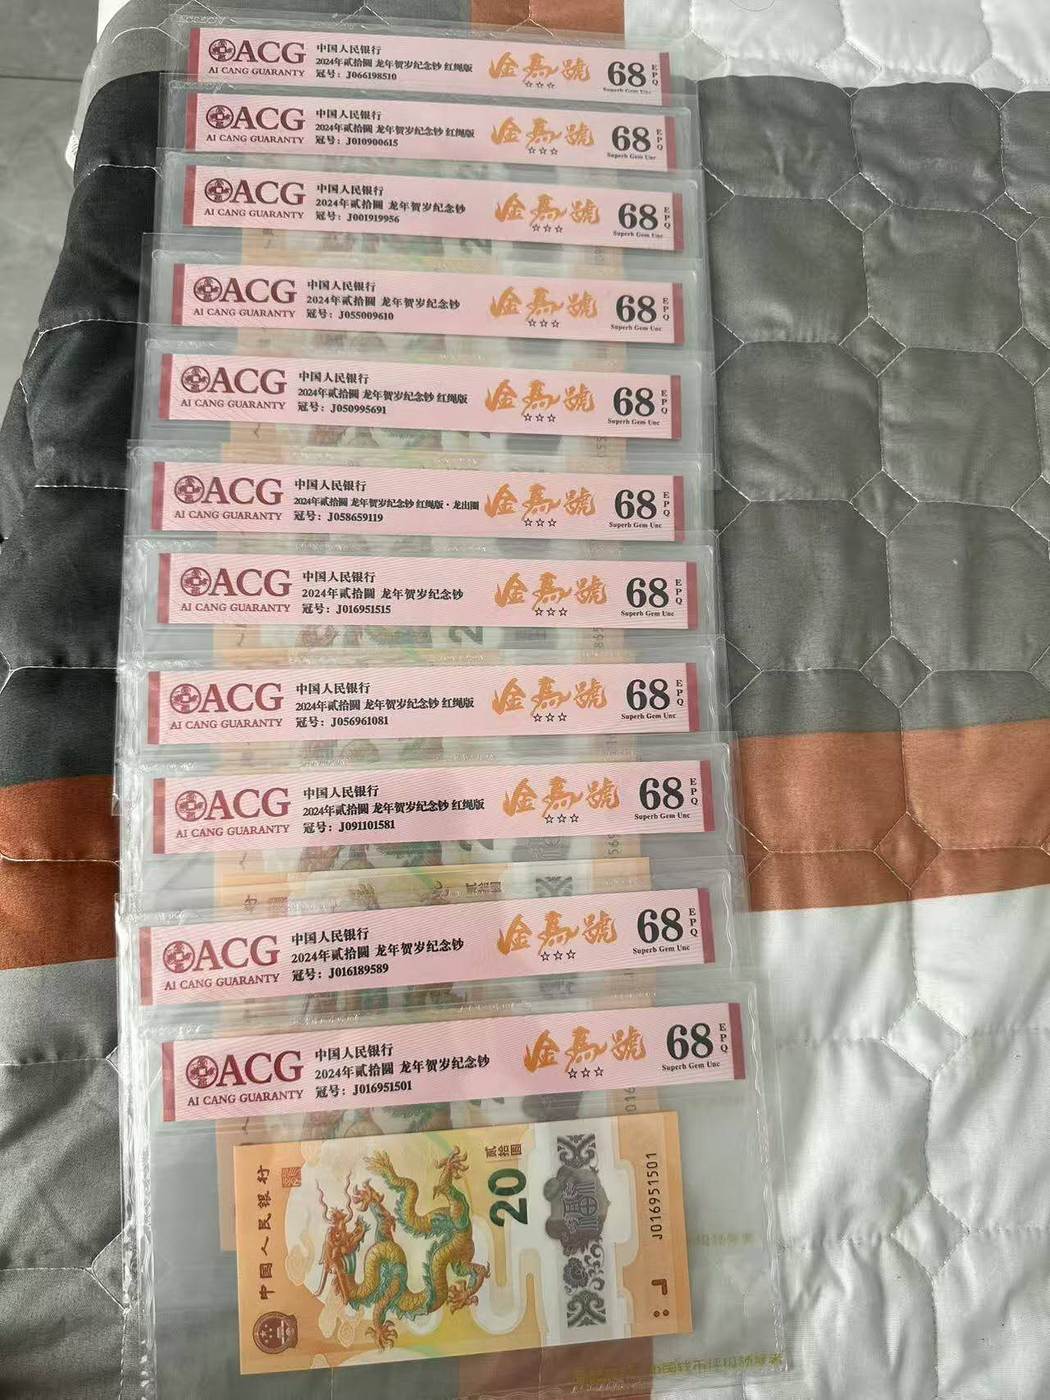 ACG
AI CANG GUARANTY
中国人民银行
2024年贰拾圆 龙年贺岁纪念钞 红绳版
冠号：J066198510
金馬號
☆☆☆
68
EPQ
Superb Gem Unc
ACG
AI CANG GUARANTY
中国人民银行
2024年贰拾圆 龙年贺岁纪念钞 红绳版
冠号：J010900615
金馬號
☆☆☆
68
EPQ
Superb Gem Unc
ACG
AI CANG GUARANTY
中国人民银行
2024年贰拾圆 龙年贺岁纪念钞
冠号：J001919956
金馬號
☆☆☆
68
EPQ
Superb Gem Unc
ACG
AI CANG GUARANTY
中国人民银行
2024年贰拾圆 龙年贺岁纪念钞
冠号：J055009610
金馬號
☆☆☆
68
EPQ
Superb Gem Unc
ACG
AI CANG GUARANTY
中国人民银行
2024年贰拾圆 龙年贺岁纪念钞 红绳版
冠号：J050995691
金馬號
☆☆☆
68
EPQ
Superb Gem Unc
ACG
AI CANG GUARANTY
中国人民银行
2024年贰拾圆 龙年贺岁纪念钞 红绳版·龙出圈
冠号：J058659119
金馬號
☆☆☆
68
EPQ
Superb Gem Unc
ACG
AI CANG GUARANTY
中国人民银行
2024年贰拾圆 龙年贺岁纪念钞
冠号：J016951515
金馬號
☆☆☆
68
EPQ
Superb Gem Unc
ACG
AI CANG GUARANTY
中国人民银行
2024年贰拾圆 龙年贺岁纪念钞 红绳版
冠号：J056961081
金馬號
☆☆☆
68
EPQ
Superb Gem Unc
ACG
AI CANG GUARANTY
中国人民银行
2024年贰拾圆 龙年贺岁纪念钞 红绳版
冠号：J091101581
金馬號
☆☆☆
68
EPQ
Superb Gem Unc
贰拾圆
ACG
AI CANG GUARANTY
中国人民银行
2024年贰拾圆 龙年贺岁纪念钞
冠号：J016189589
金馬號
☆☆☆
68
EPQ
Superb Gem Unc
ACG
AI CANG GUARANTY
中国人民银行
2024年贰拾圆 龙年贺岁纪念钞
冠号：J016951501
金馬號
☆☆☆
68
EPQ
Superb Gem Unc
中国人民银行
贰拾圆
20
J016951501